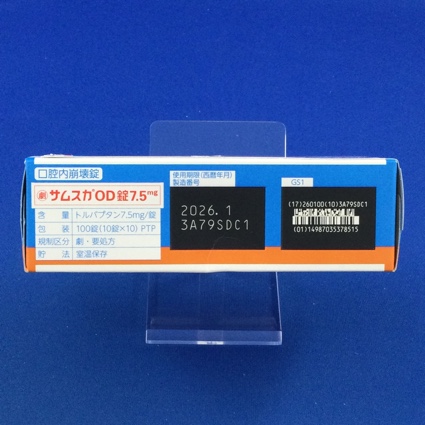 口腔内崩壊錠
劇 サムスカOD錠7.5mg
含量 トルバプタン7.5mg/錠
包装 100錠(10錠×10) PTP
規制区分 劇・要処方
貯法 室温保存
使用期限(西暦年月)
製造番号
2026. 1
3A79SDC1
GS1
(17)260100(10)3A79SDC1
(01)14987035378515